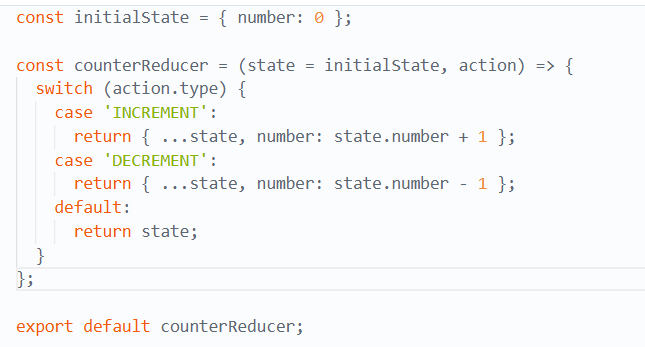 const initialState = { number: 0 };
const counterReducer = (state = initialState, action) => {
switch (action.type) {
case 'INCREMENT':
return { ...state, number: state.number + 1 };
case 'DECREMENT':
return { ...state, number: state.number - 1 };
default:
return state;
}
};
export default counterReducer;